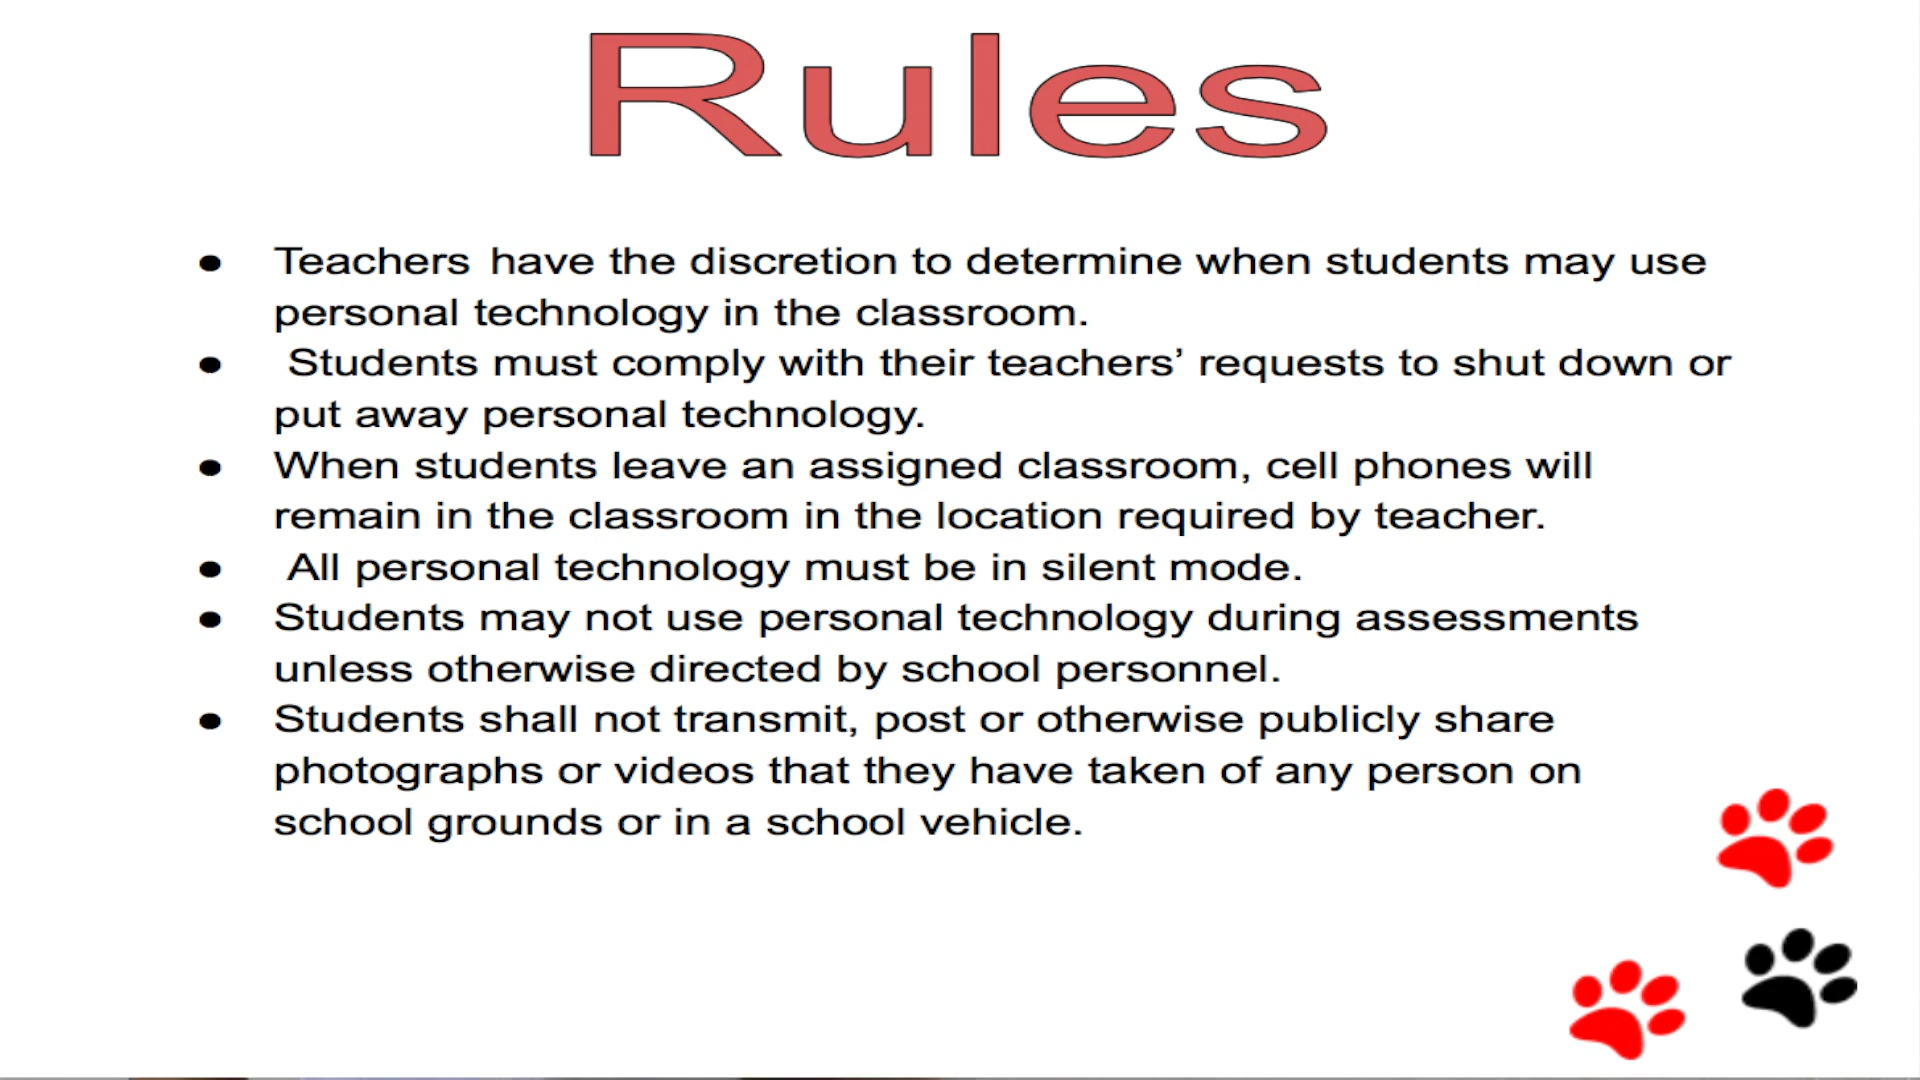 Rules
● Teachers have the discretion to determine when students may use
personal technology in the classroom.
● Students must comply with their teachers’ requests to shut down or
put away personal technology.
● When students leave an assigned classroom, cell phones will
remain in the classroom in the location required by teacher.
● All personal technology must be in silent mode.
● Students may not use personal technology during assessments
unless otherwise directed by school personnel.
● Students shall not transmit, post or otherwise publicly share
photographs or videos that they have taken of any person on
school grounds or in a school vehicle.